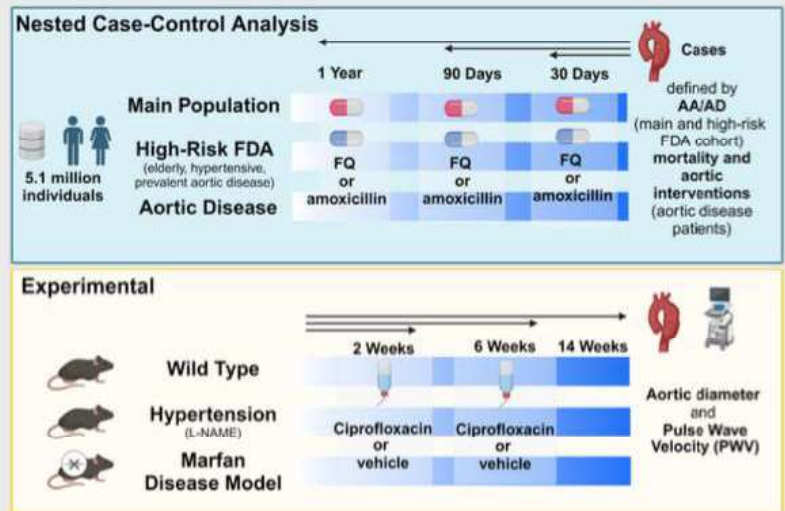 Nested Case-Control Analysis
1 Year
90 Days
30 Days
Cases
defined by
AA/AD
(main and high-risk
FDA cohort)
mortality and
aortic
interventions
(aortic disease
patients)
5.1 million
individuals
Main Population
High-Risk FDA
(elderly, hypertensive,
prevalent aortic disease)
Aortic Disease
FQ
or
amoxicillin
FQ
or
amoxicillin
FQ
or
amoxicillin
Experimental
2 Weeks
6 Weeks
14 Weeks
Wild Type
Hypertension
(L-NAME)
Marfan
Disease Model
Ciprofloxacin
or
vehicle
Ciprofloxacin
or
vehicle
Aortic diameter
and
Pulse Wave
Velocity (PWV)